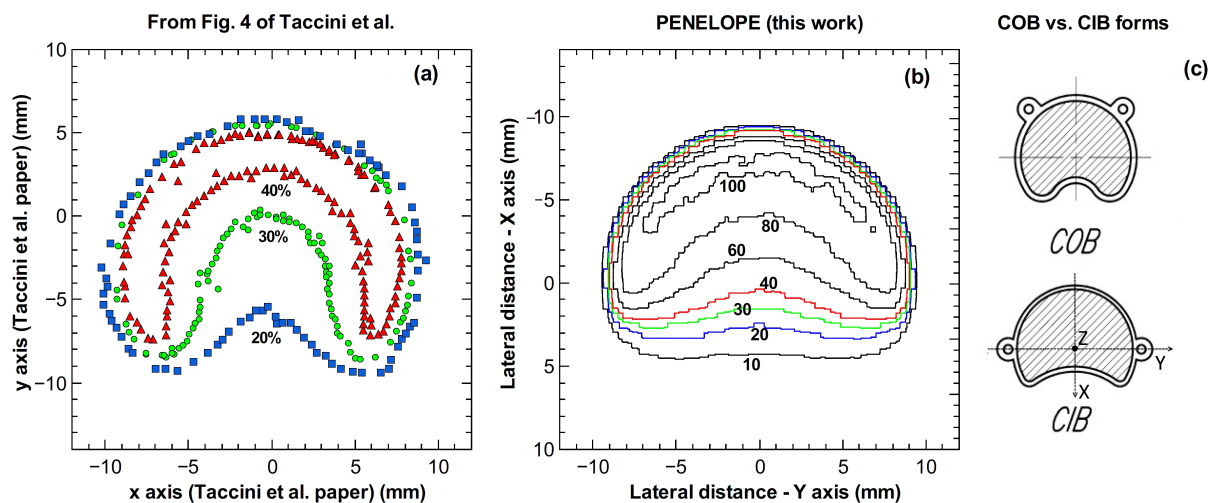 From Fig. 4 of Taccini et al.
PENELOPE (this work)
COB vs. CIB forms
(a)
(b)
(c)
y axis (Taccini et al. paper) (mm)
10
5
0
−5
−10
40%
30%
20%
−10
−5
0
5
10
x axis (Taccini et al. paper) (mm)
Lateral distance - X axis (mm)
-10
-5
0
5
10
100
80
60
40
30
20
10
−10
−5
0
5
10
Lateral distance - Y axis (mm)
COB
Z
Y
X
CIB